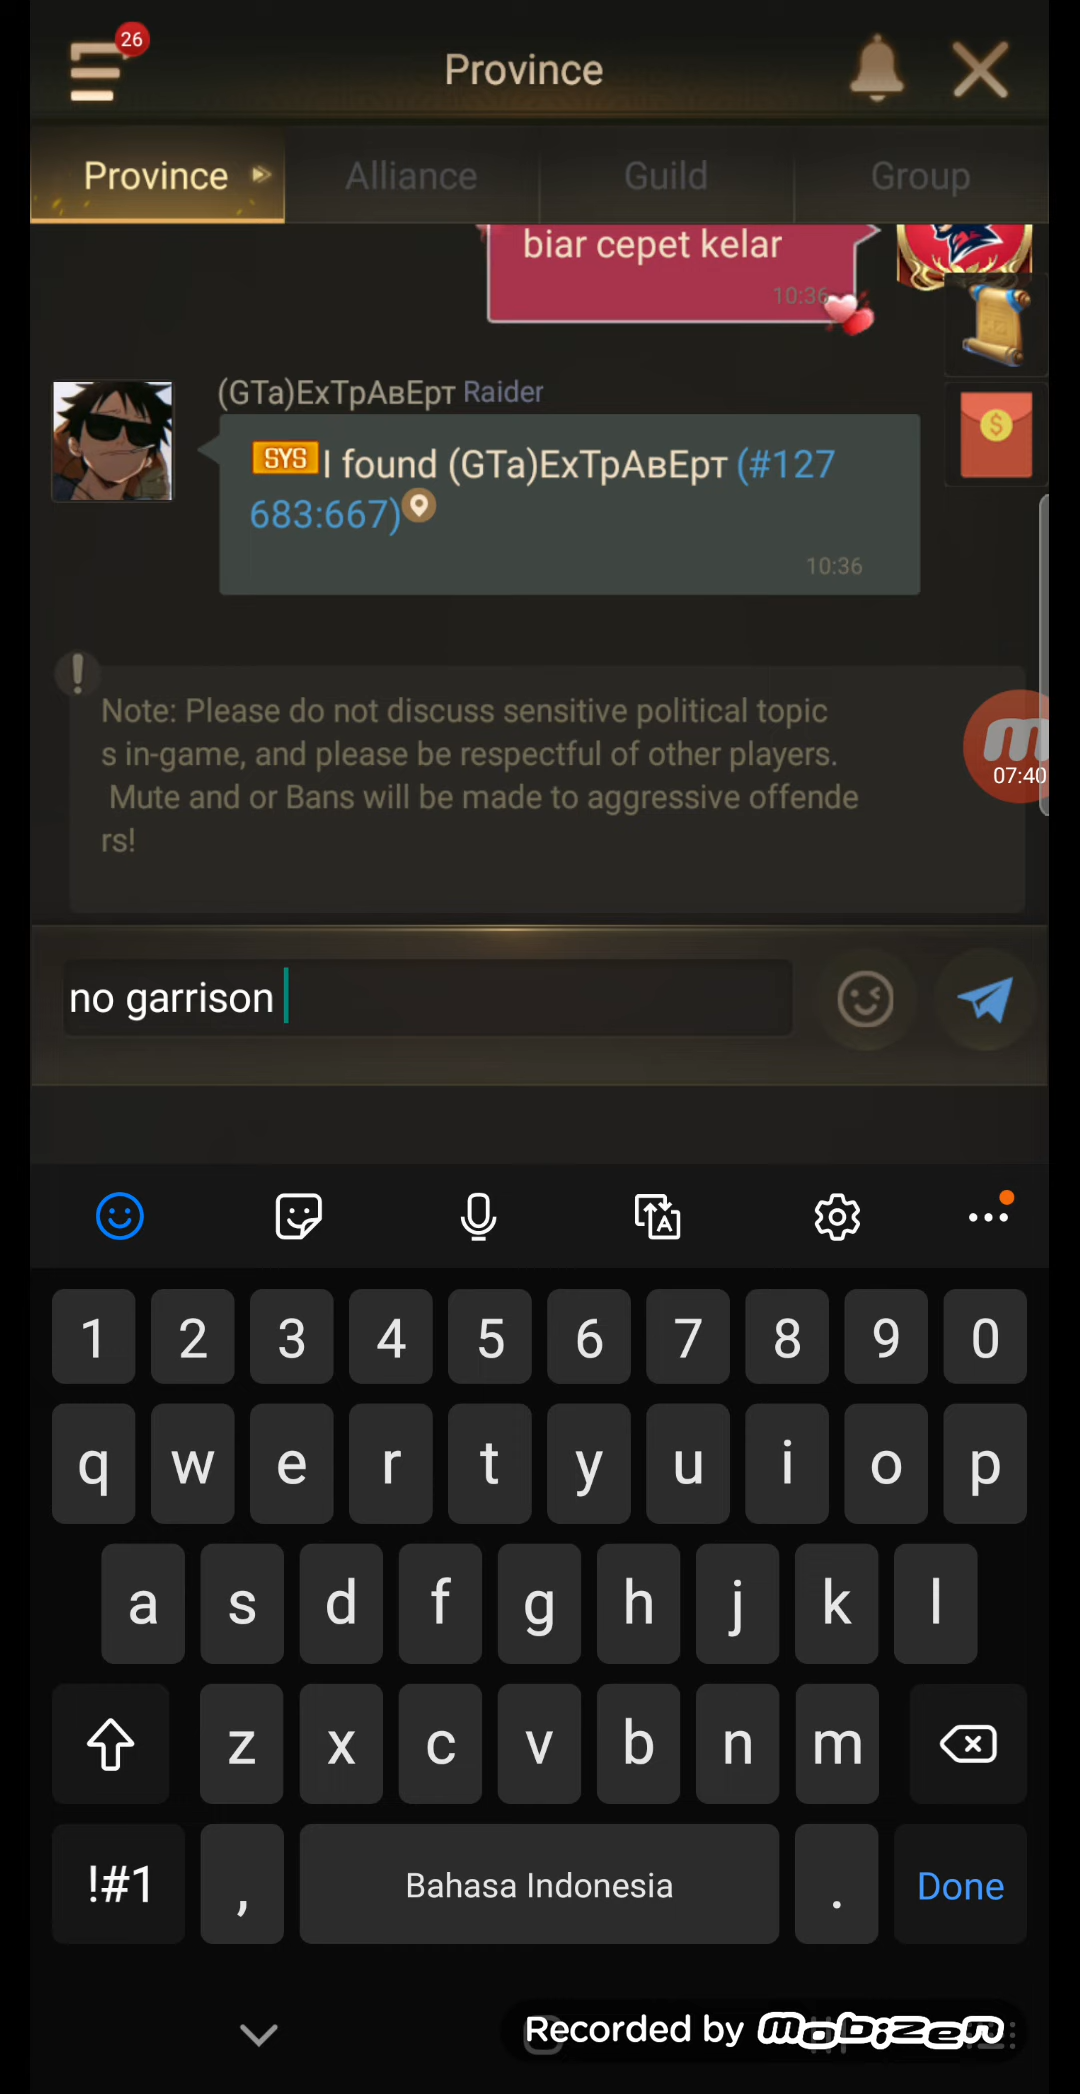 26
Province
Province
Alliance
Guild
Group
biar cepet kelar
10:36
(GTa)ExTpAвEpт Raider
SYS I found (GTa)ExTpAвEpт (#127
683:667)
10:36
Note: Please do not discuss sensitive political topic
s in-game, and please be respectful of other players.
Mute and or Bans will be made to aggressive offende
rs!
07:40
no garrison
1 2 3 4 5 6 7 8 9 0
q w e r t y u i o p
a s d f g h j k l
z x c v b n m
!#1 , Bahasa Indonesia . Done
Recorded by mobizen